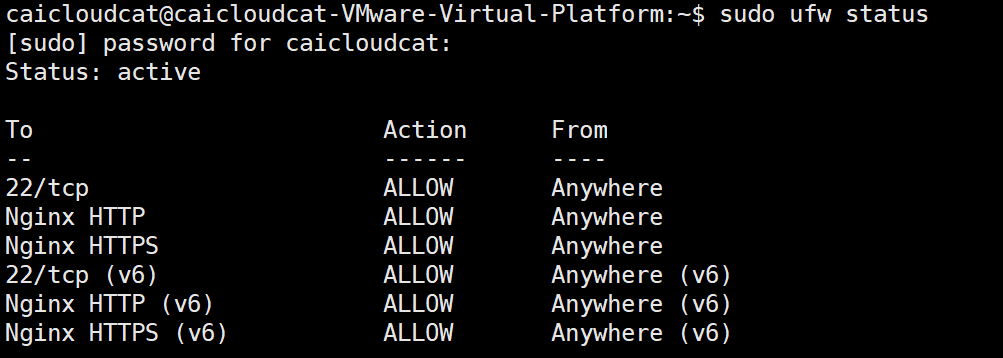 caicloudcat@caicloudcat-VMware-Virtual-Platform:~$ sudo ufw status
[sudo] password for caicloudcat:
Status: active

To                         Action      From
--                         ------      ----
22/tcp                     ALLOW       Anywhere
Nginx HTTP                 ALLOW       Anywhere
Nginx HTTPS                ALLOW       Anywhere
22/tcp (v6)                ALLOW       Anywhere (v6)
Nginx HTTP (v6)            ALLOW       Anywhere (v6)
Nginx HTTPS (v6)           ALLOW       Anywhere (v6)